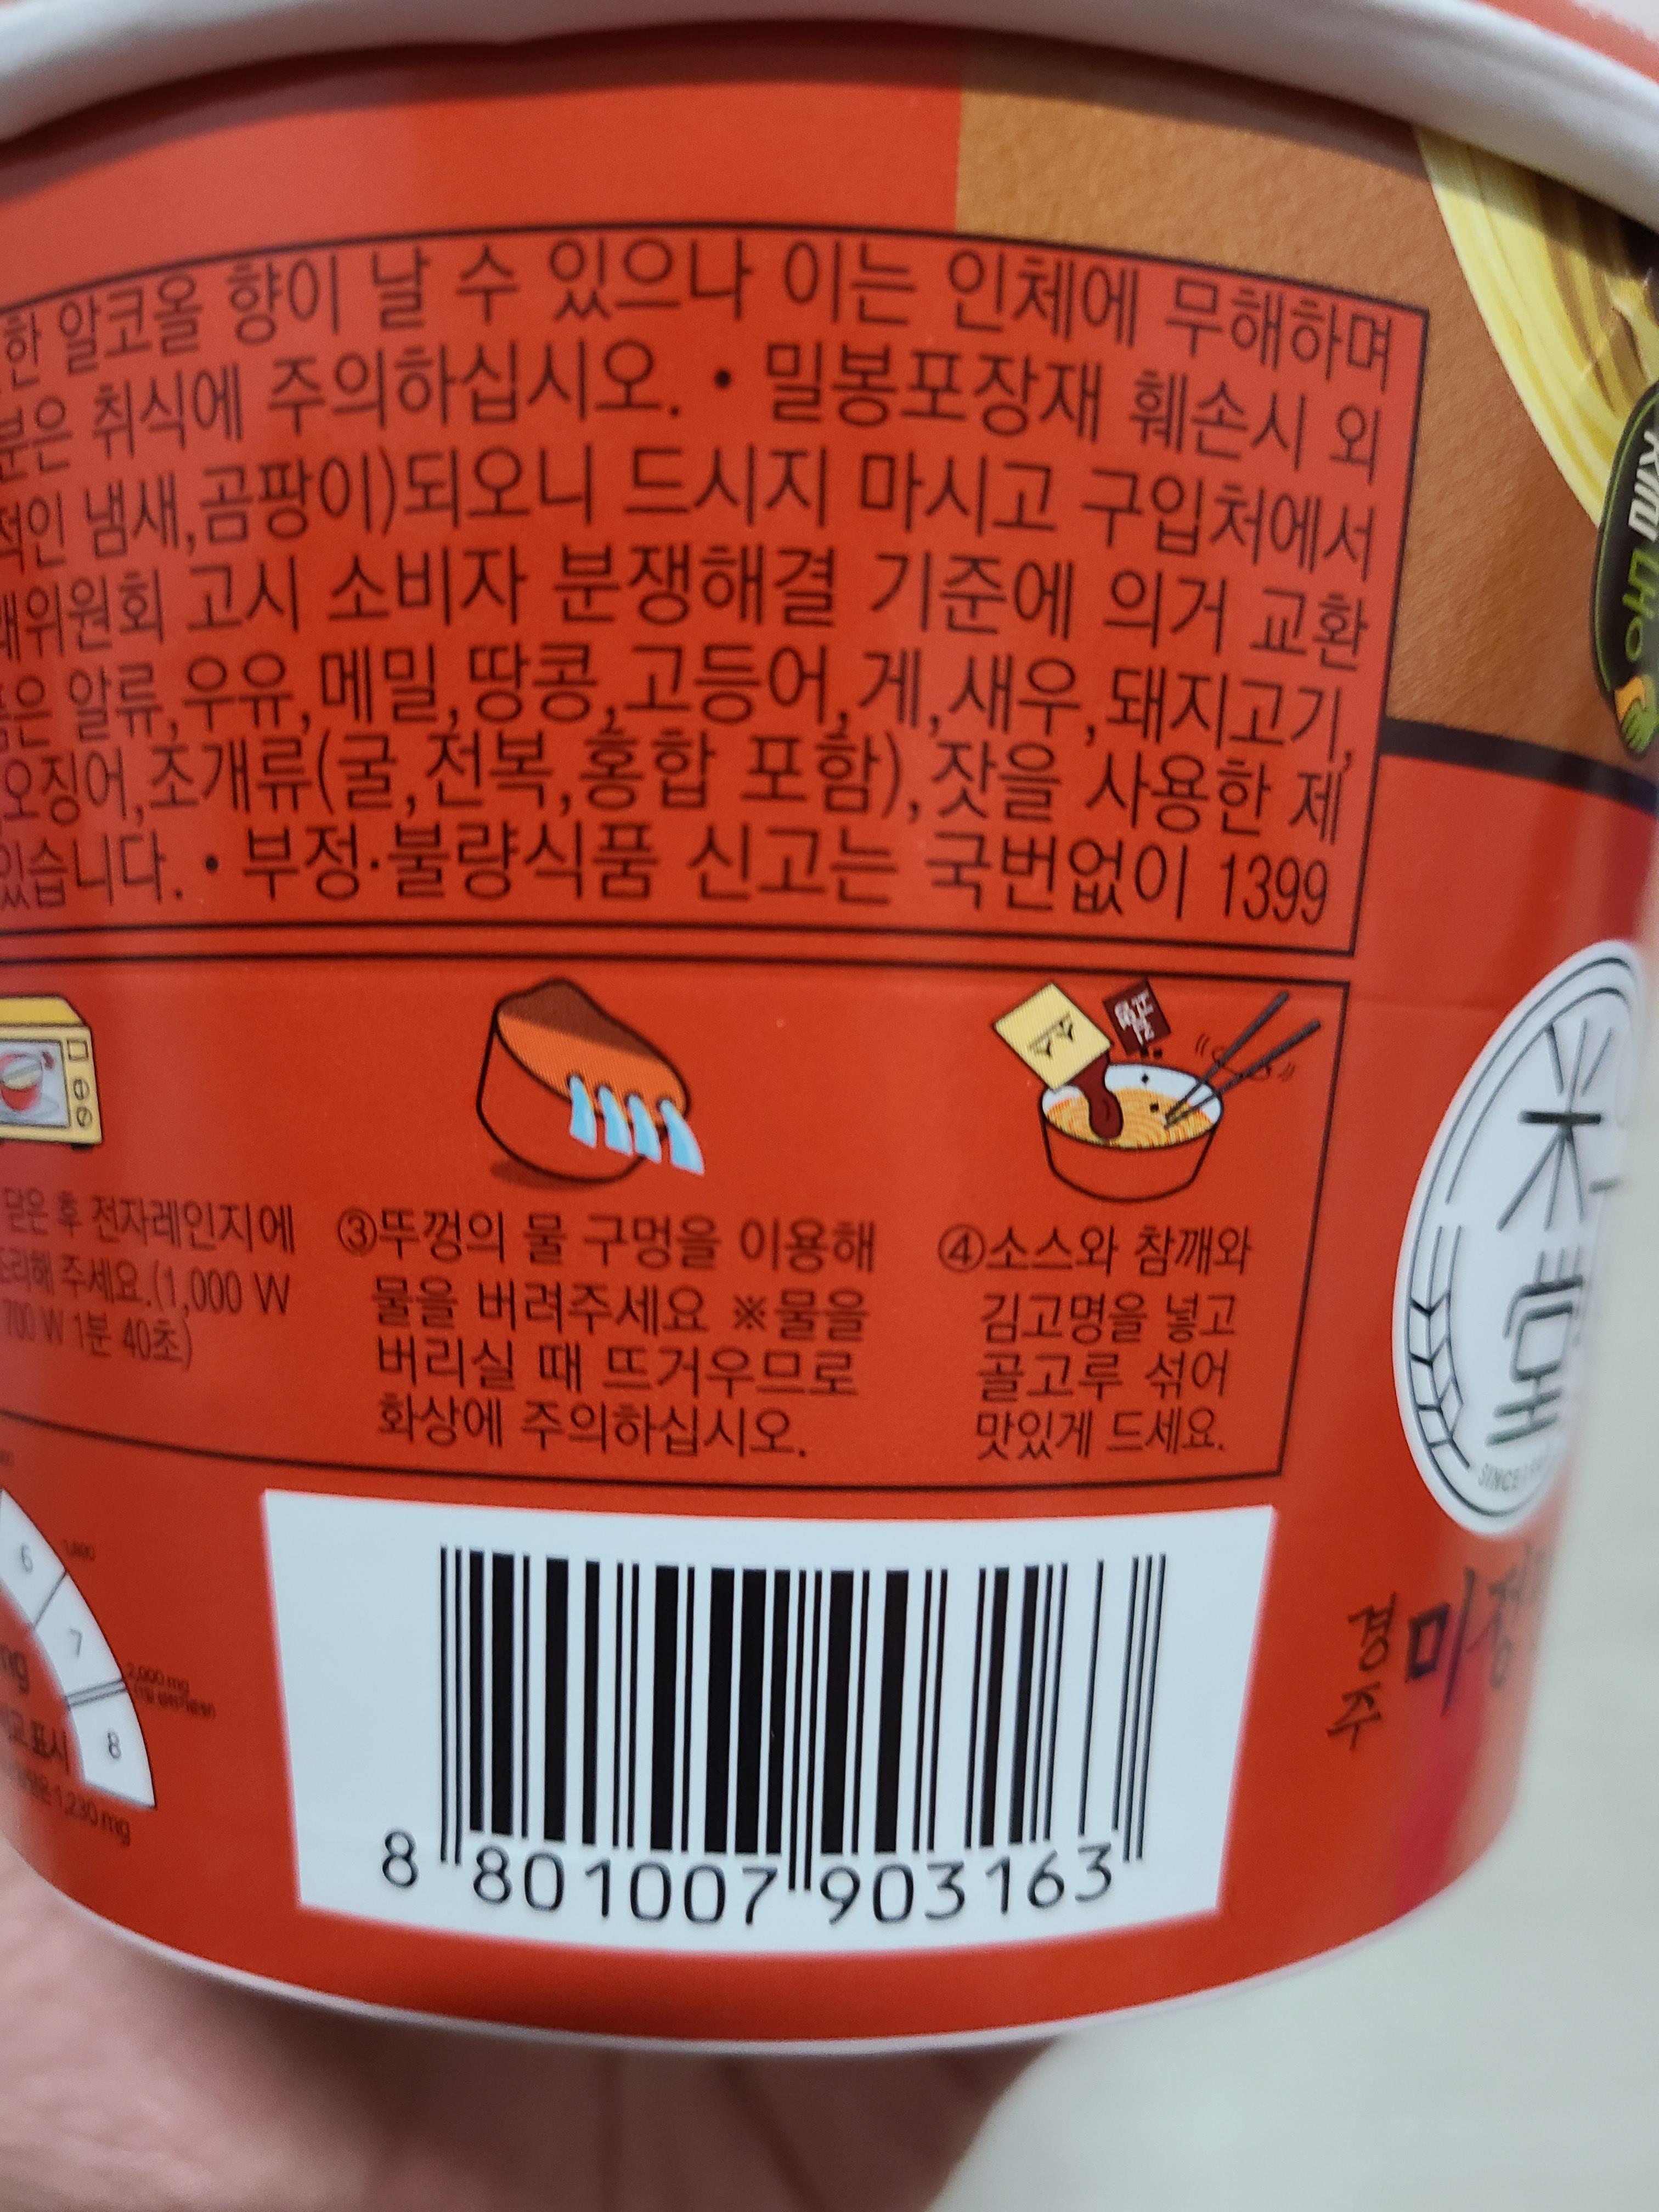 한 알코올 향이 날 수 있으나 이는 인체에 무해하며
분은 취식에 주의하십시오. • 밀봉포장재 훼손시 외
적인 냄새,곰팡이)되오니 드시지 마시고 구입처에서
위원회 고시 소비자 분쟁해결 기준에 의거 교환
은 알류,우유,메밀,땅콩,고등어,게,새우,돼지고기,
오징어,조개류(굴,전복,홍합 포함),잣을 사용한 제
있습니다. • 부정·불량식품 신고는 국번없이 1399
김고명
소스
닫은 후 전자레인지에
조리해 주세요.(1,000 W
700 W 1분 40초)
③뚜껑의 물 구멍을 이용해
물을 버려주세요 ※물을
버리실 때 뜨거우므로
화상에 주의하십시오.
④소스와 참깨와
김고명을 넣고
골고루 섞어
맛있게 드세요.
SINCE
경주
미정
6
7
8
2,000 mg
mg
표시
1,230 mg
8 801007 903163